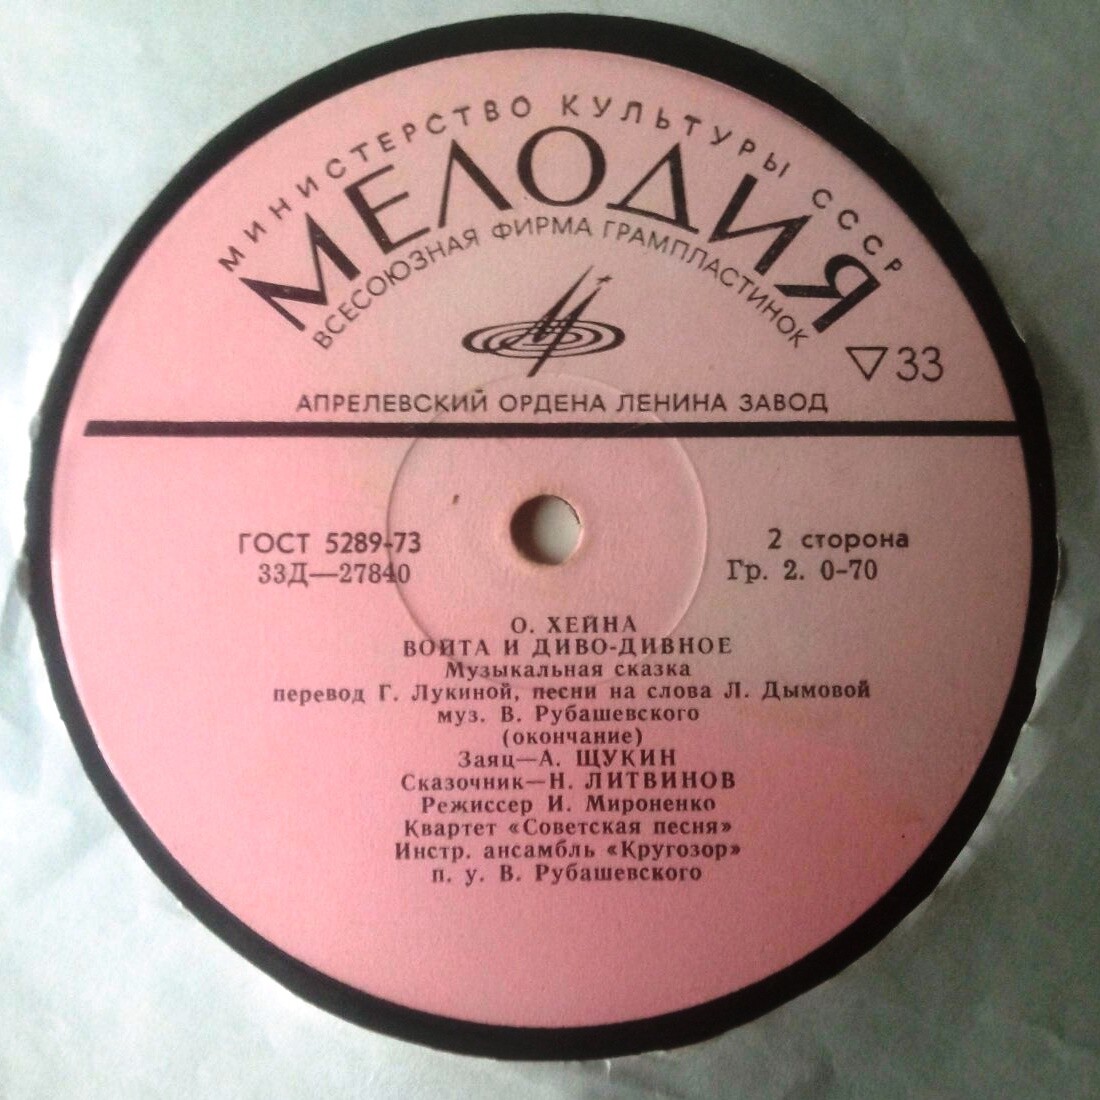 МИНИСТЕРСТВО КУЛЬТУРЫ СССР
МЕЛОДИЯ
ВСЕСОЮЗНАЯ ФИРМА ГРАМПЛАСТИНОК
▽33
АПРЕЛЕВСКИЙ ОРДЕНА ЛЕНИНА ЗАВОД
ГОСТ 5289-73
2 сторона
33Д—27840
Гр. 2. 0-70
О. ХЕЙНА
ВОЙТА И ДИВО-ДИВНОЕ
Музыкальная сказка
перевод Г. Лукиной, песни на слова Л. Дымовой
муз. В. Рубашевского
(окончание)
Заяц—А. ЩУКИН
Сказочник—Н. ЛИТВИНОВ
Режиссер И. Мироненко
Квартет «Советская песня»
Инстр. ансамбль «Кругозор»
п. у. В. Рубашевского